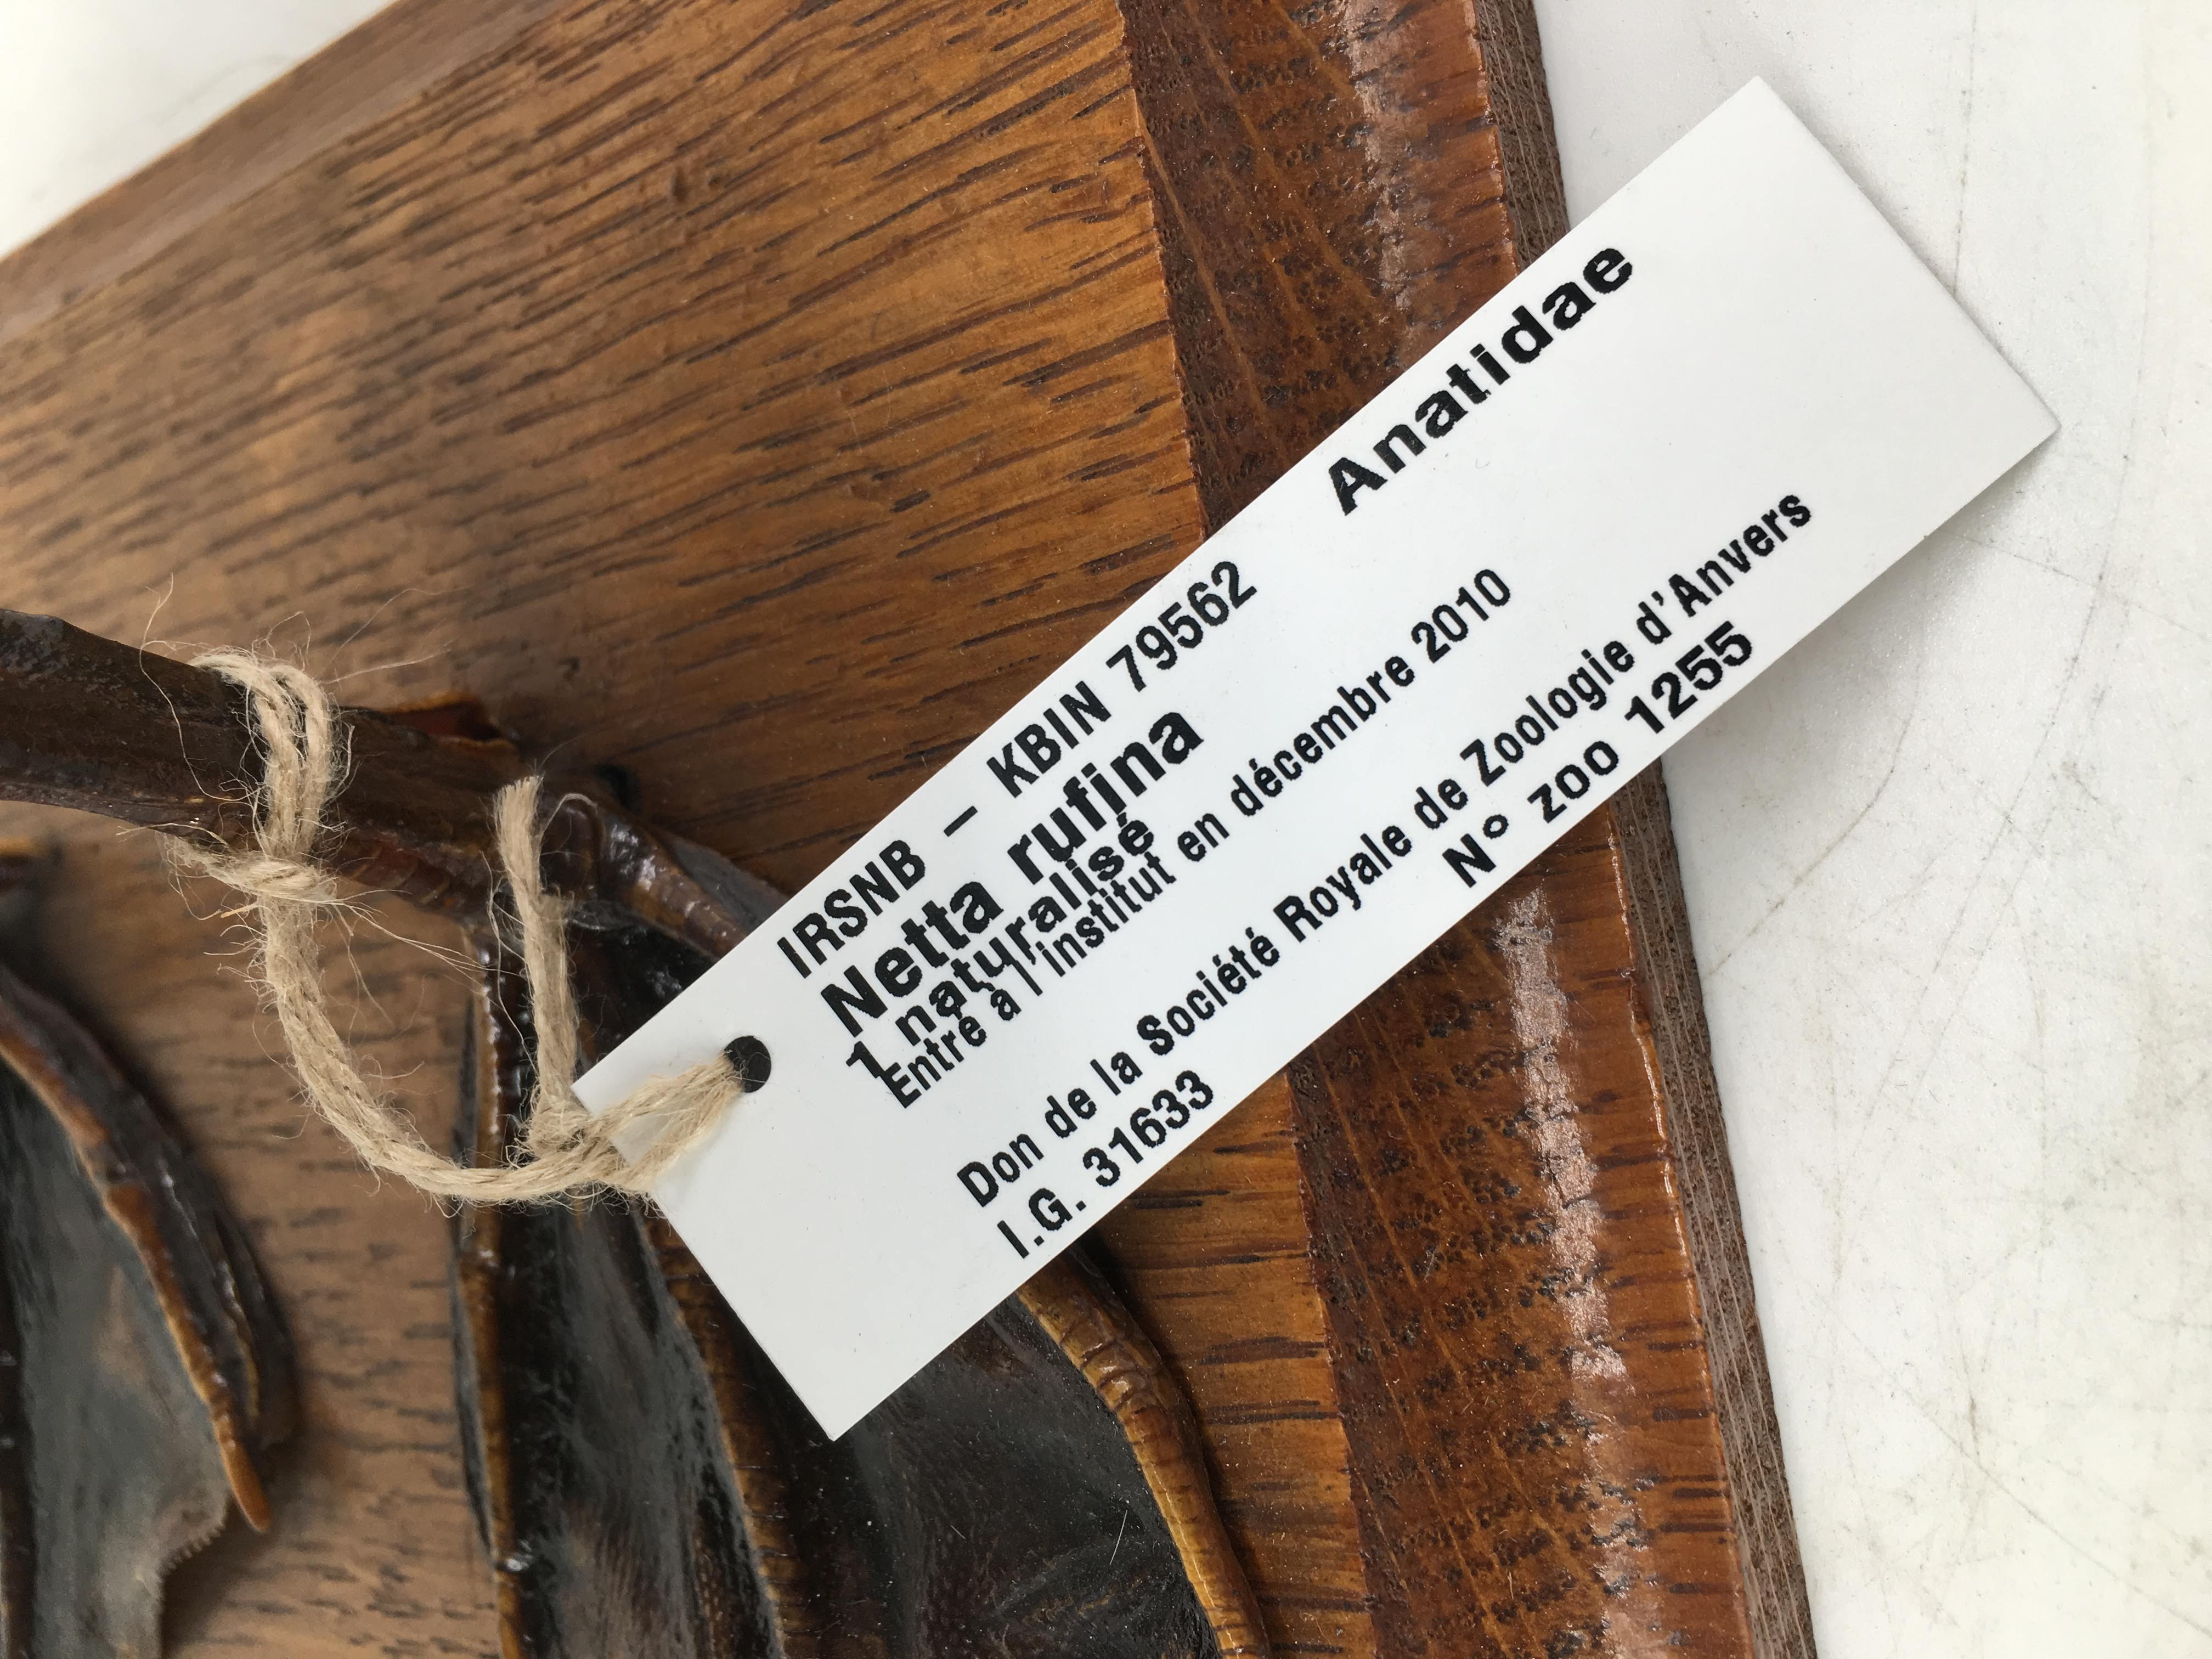 IRSNB – KBIN 79562
Netta rufina Anatidae
1 naturalisé
Entré à l'institut en décembre 2010
Don de la Société Royale de Zoologie d'Anvers
I.G. 31633 N° zoo 1255